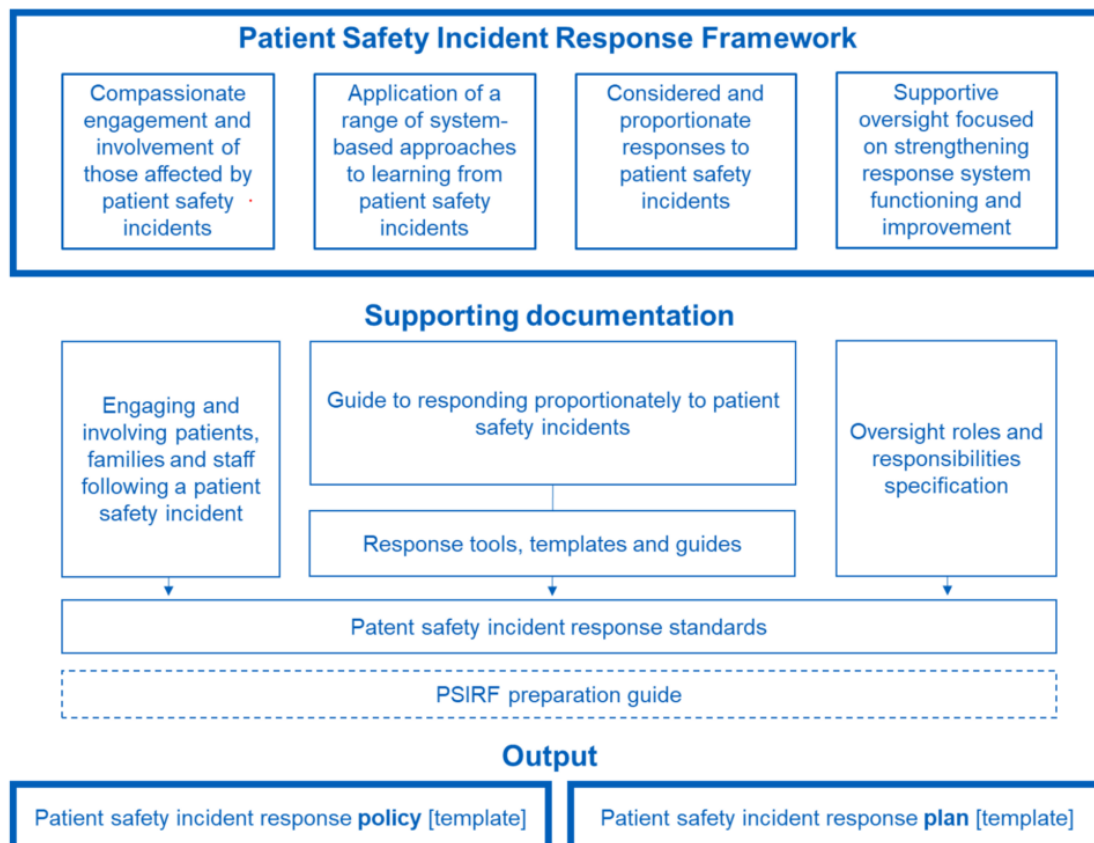 Patient Safety Incident Response Framework
Compassionate
engagement and
involvement of
those affected by
patient safety
incidents
Application of a
range of system-
based approaches
to learning from
patient safety
incidents
Considered and
proportionate
responses to
patient safety
incidents
Supportive
oversight focused
on strengthening
response system
functioning and
improvement
Supporting documentation
Engaging and
involving patients,
families and staff
following a patient
safety incident
Guide to responding proportionately to patient
safety incidents
Response tools, templates and guides
Oversight roles and
responsibilities
specification
Patent safety incident response standards
PSIRF preparation guide
Output
Patient safety incident response policy [template]
Patient safety incident response plan [template]